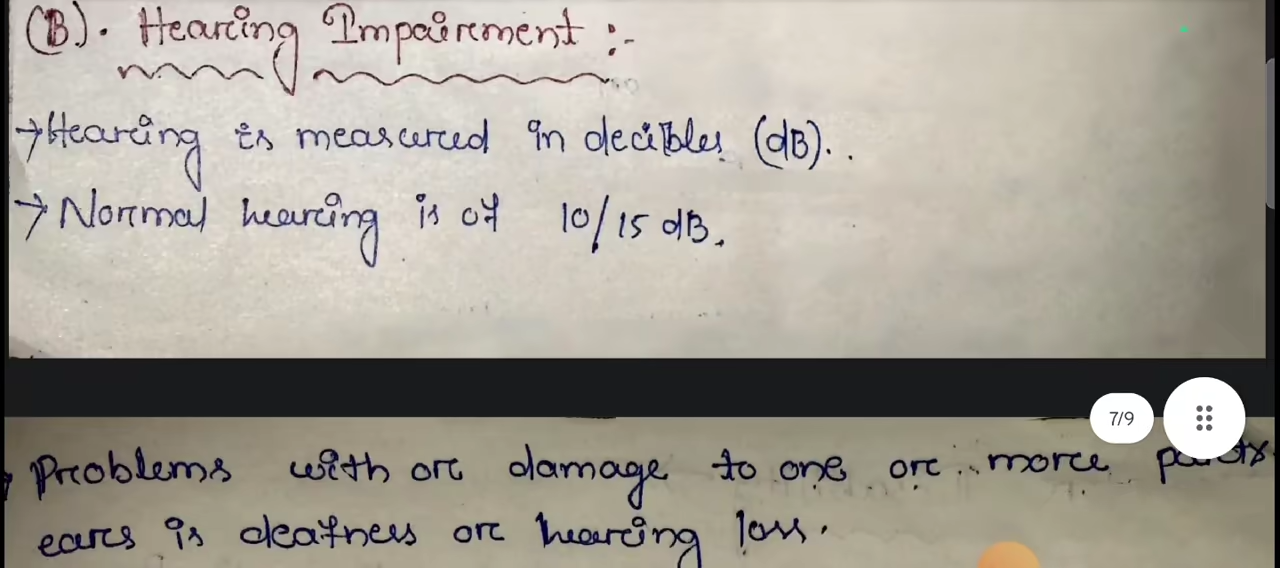 (B). Hearing Impairment :-
→ Hearing is measured in decibles (dB)..
→ Normal hearing is of 10/15 dB.
7/9
Problems with or damage to one or more parts
ears is deafness or hearing loss.